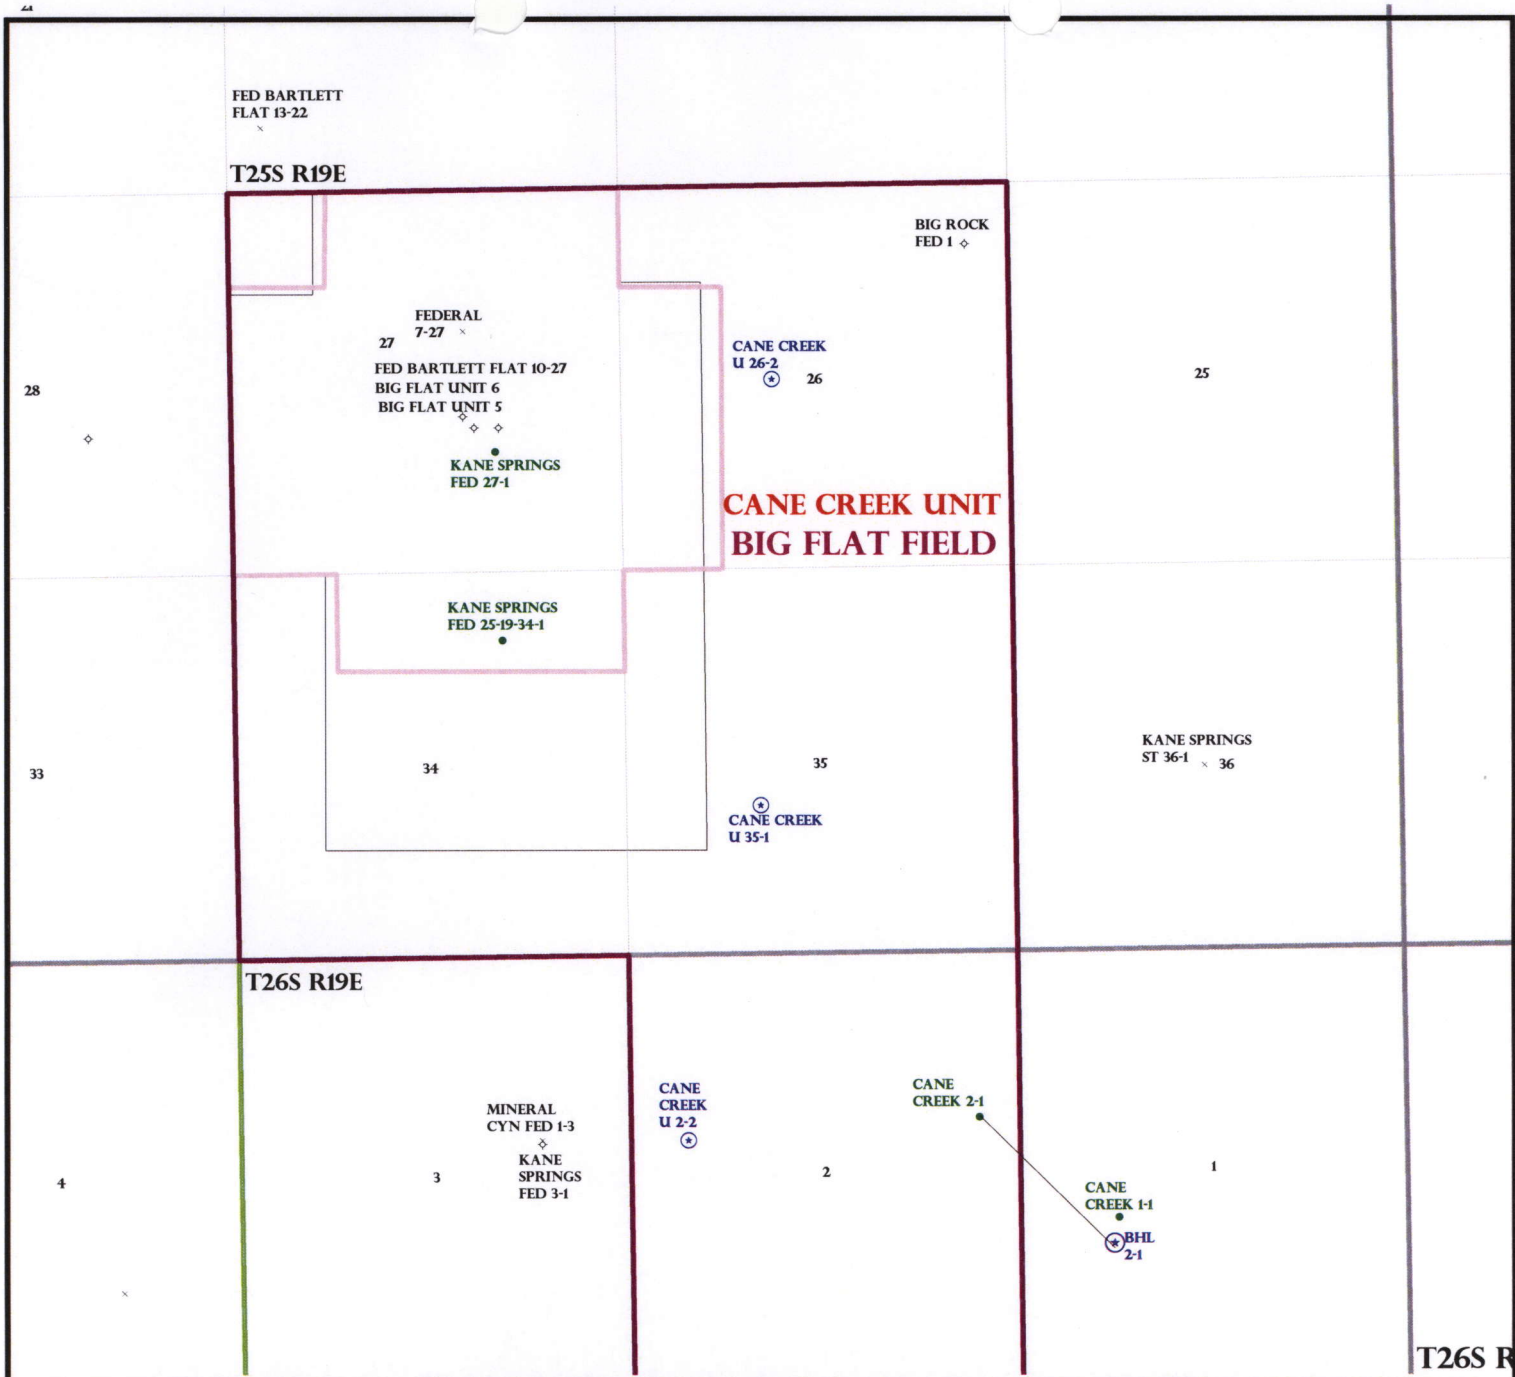 21
FED BARTLETT
FLAT 13-22
T25S R19E
BIG ROCK
FED 1
FEDERAL
7-27
27
FED BARTLETT FLAT 10-27
BIG FLAT UNIT 6
BIG FLAT UNIT 5
KANE SPRINGS
FED 27-1
CANE CREEK
U 26-2
26
25
28
CANE CREEK UNIT
BIG FLAT FIELD
KANE SPRINGS
FED 25-19-34-1
33
34
35
KANE SPRINGS
ST 36-1
36
CANE CREEK
U 35-1
T26S R19E
MINERAL
CYN FED 1-3
KANE
SPRINGS
FED 3-1
CANE
CREEK
U 2-2
CANE
CREEK 2-1
4
3
2
1
CANE
CREEK 1-1
BHL
2-1
T26S R